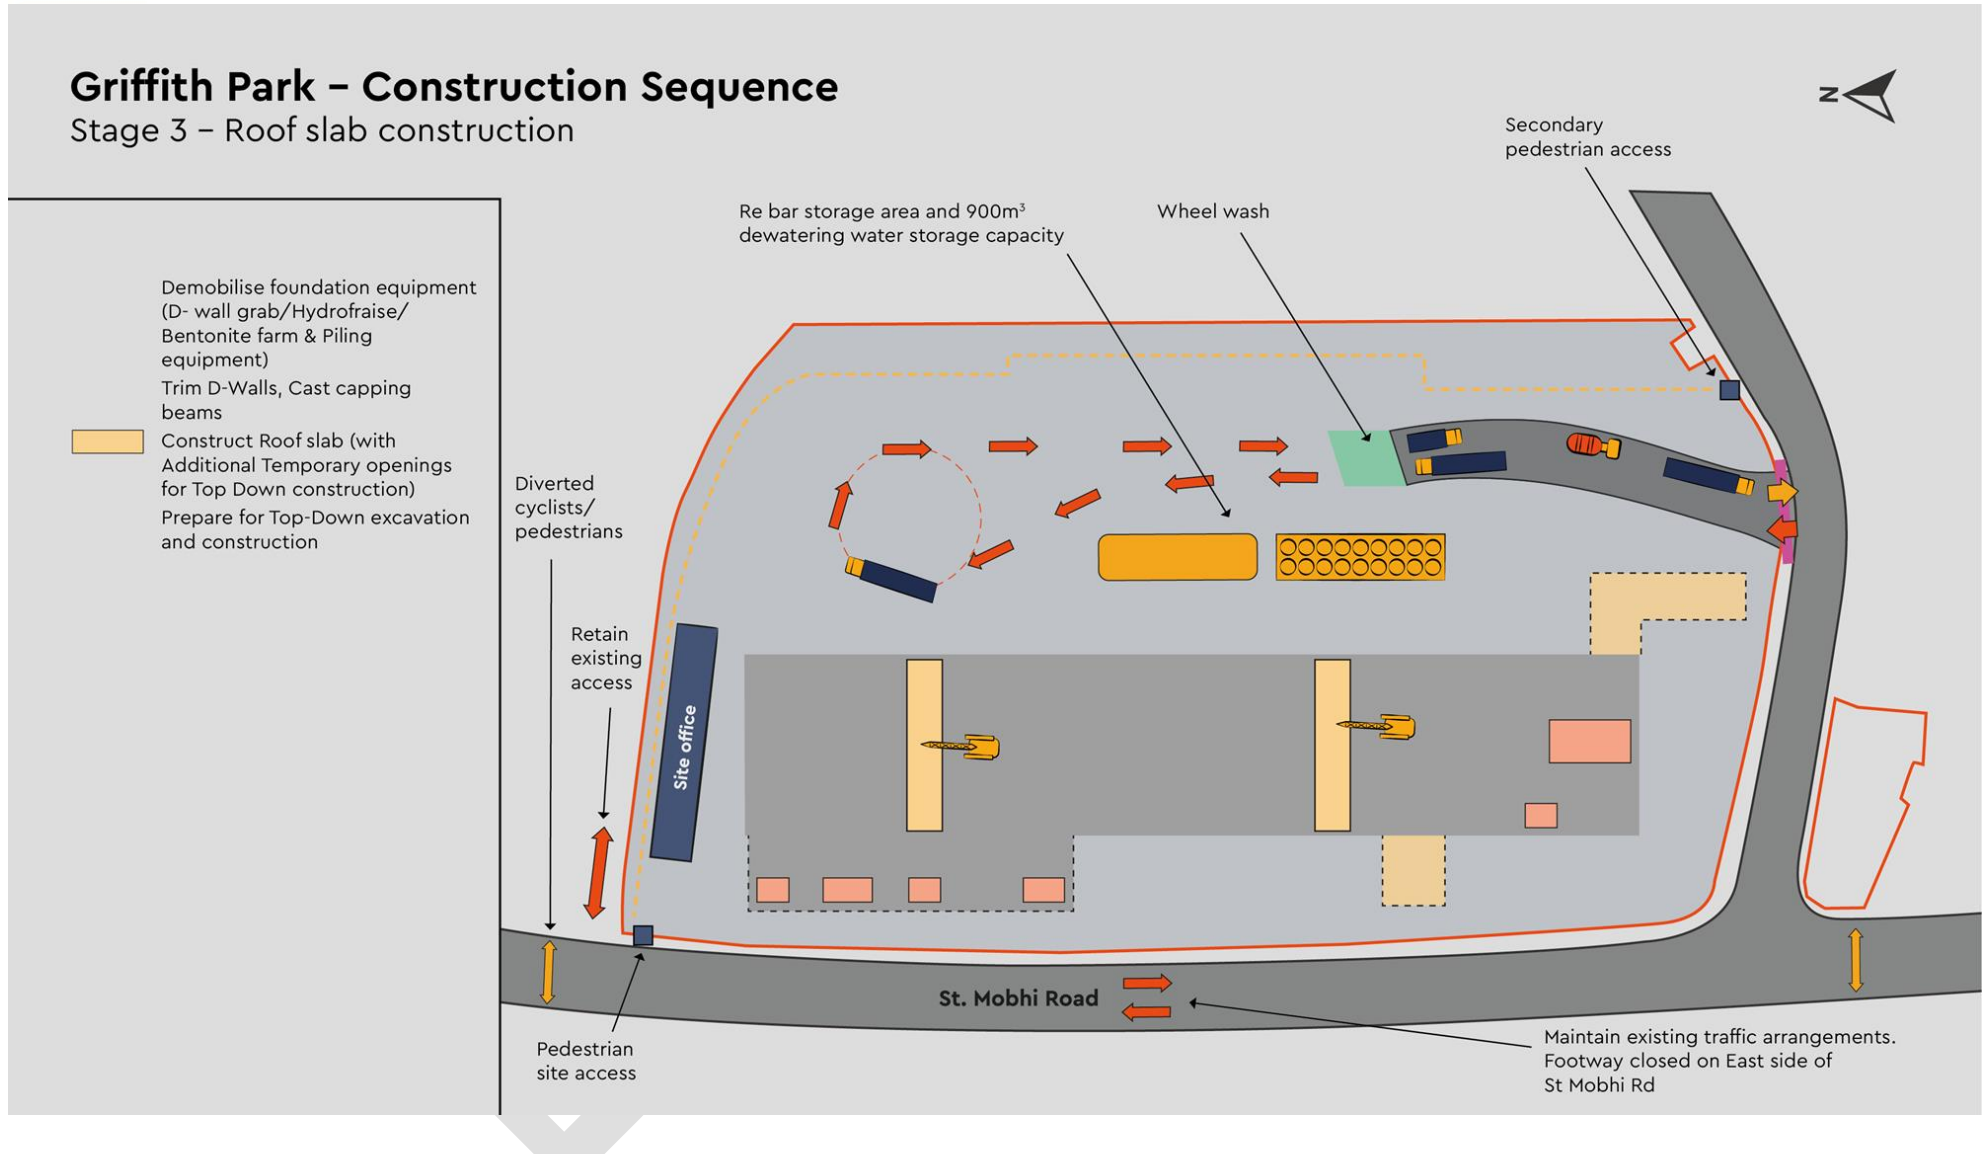 Griffith Park – Construction Sequence
Stage 3 – Roof slab construction
N
Secondary
pedestrian access
Re bar storage area and 900m³
dewatering water storage capacity
Wheel wash
Demobilise foundation equipment
(D- wall grab/Hydrofraise/
Bentonite farm & Piling
equipment)
Trim D-Walls, Cast capping
beams
Construct Roof slab (with
Additional Temporary openings
for Top Down construction)
Prepare for Top-Down excavation
and construction
Diverted
cyclists/
pedestrians
Retain
existing
access
Site office
St. Mobhi Road
Pedestrian
site access
Maintain existing traffic arrangements.
Footway closed on East side of
St Mobhi Rd